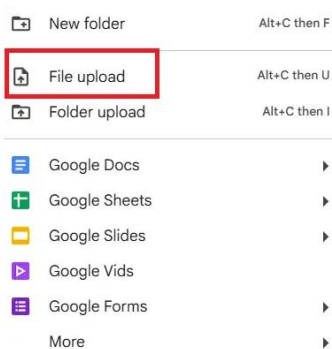 New folder Alt+C then F
File upload Alt+C then U
Folder upload Alt+C then I
Google Docs
Google Sheets
Google Slides
Google Vids
Google Forms
More